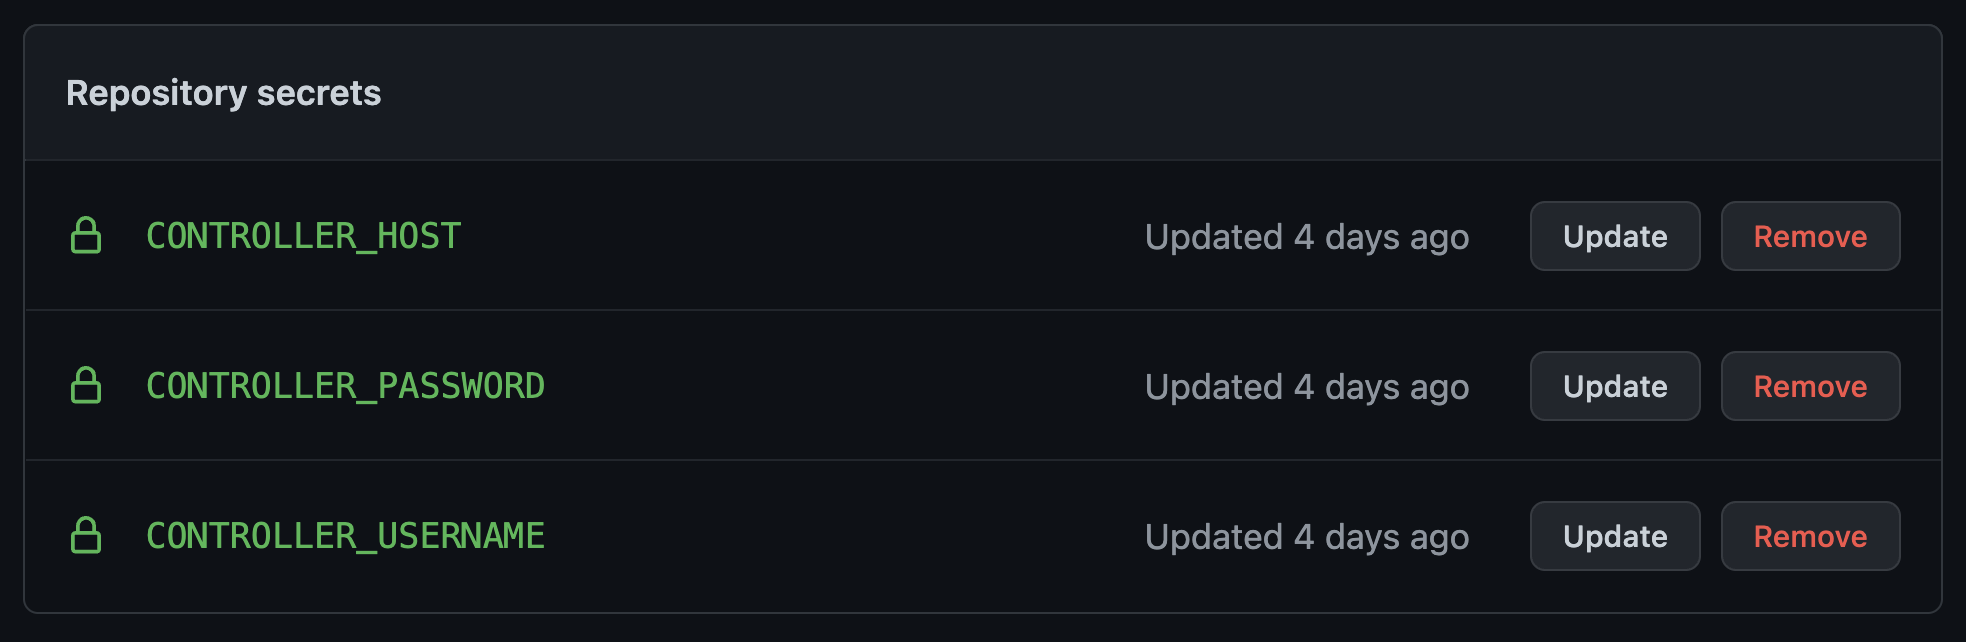 Repository secrets
CONTROLLER_HOST Updated 4 days ago Update Remove
CONTROLLER_PASSWORD Updated 4 days ago Update Remove
CONTROLLER_USERNAME Updated 4 days ago Update Remove